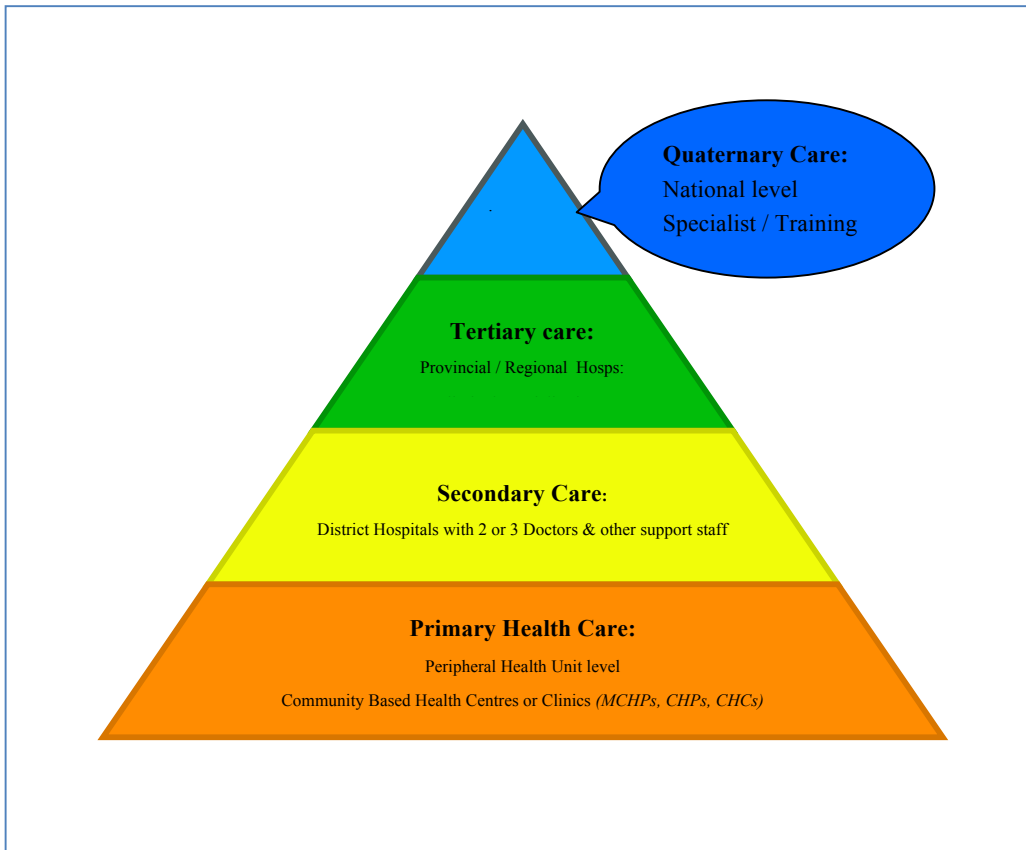 Quaternary Care:
National level
Specialist / Training
Tertiary care:
Provincial / Regional Hosps:
Secondary Care:
District Hospitals with 2 or 3 Doctors & other support staff
Primary Health Care:
Peripheral Health Unit level
Community Based Health Centres or Clinics (MCHPs, CHPs, CHCs)